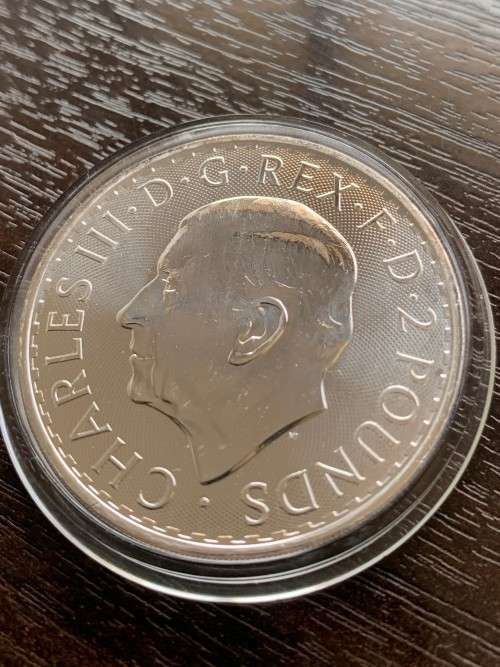 CHARLES III · D · G · REX · F · D · 2 POUNDS ·